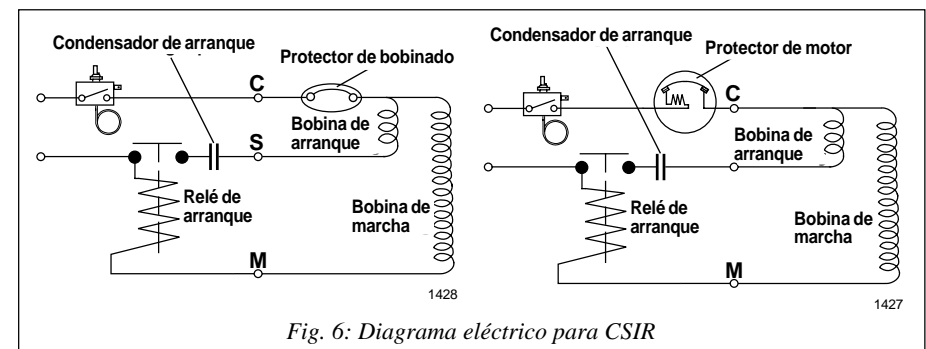 Condensador de arranque
Protector de bobinado
C
Bobina de
arranque
S
Relé de
arranque
Bobina de
marcha
M
1428
Condensador de arranque
Protector de motor
C
Bobina de
arranque
Relé de
arranque
Bobina de
marcha
M
1427
Fig. 6: Diagrama eléctrico para CSIR